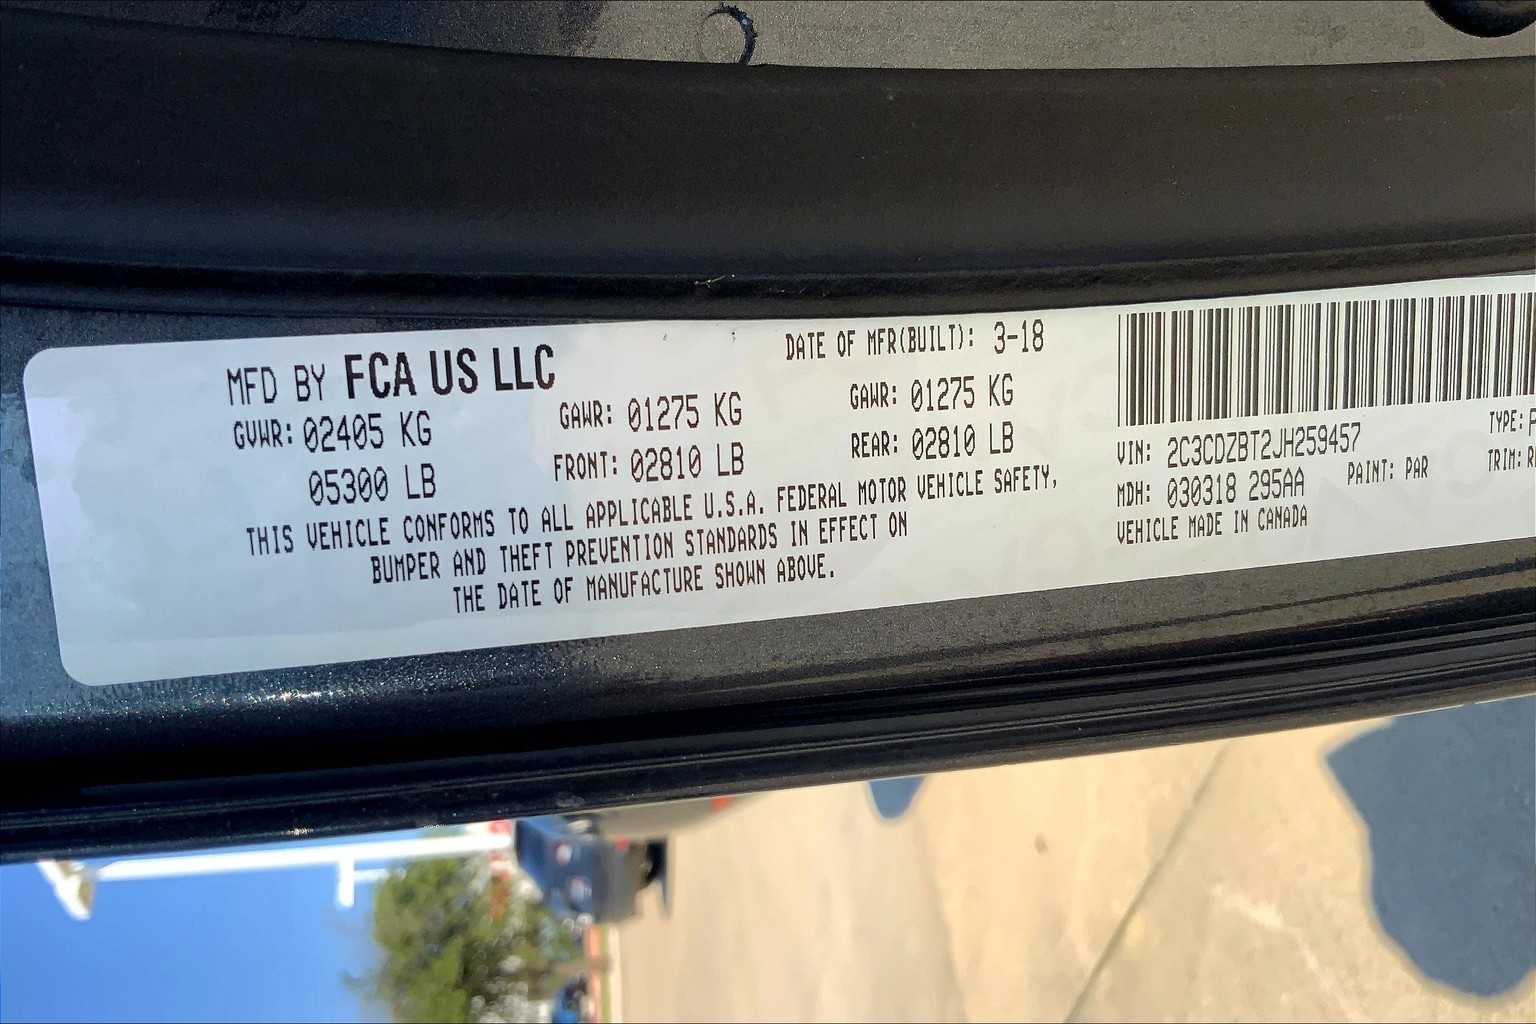 MFD BY FCA US LLC
DATE OF MFR(BUILT): 3-18
GVWR: 02405 KG
05300 LB
GAWR: 01275 KG
FRONT: 02810 LB
GAWR: 01275 KG
REAR: 02810 LB
THIS VEHICLE CONFORMS TO ALL APPLICABLE U.S.A. FEDERAL MOTOR VEHICLE SAFETY,
BUMPER AND THEFT PREVENTION STANDARDS IN EFFECT ON
THE DATE OF MANUFACTURE SHOWN ABOVE.
VIN: 2C3CDZBT2JH259457
TYPE:
MDH: 030318 295AA
PAINT: PAR
TRIM:
VEHICLE MADE IN CANADA